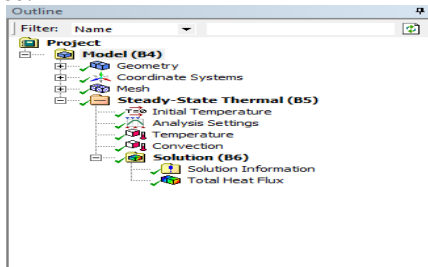 Outline
Filter: Name
Project
Model (B4)
Geometry
Coordinate Systems
Mesh
Steady-State Thermal (B5)
Initial Temperature
Analysis Settings
Temperature
Convection
Solution (B6)
Solution Information
Total Heat Flux